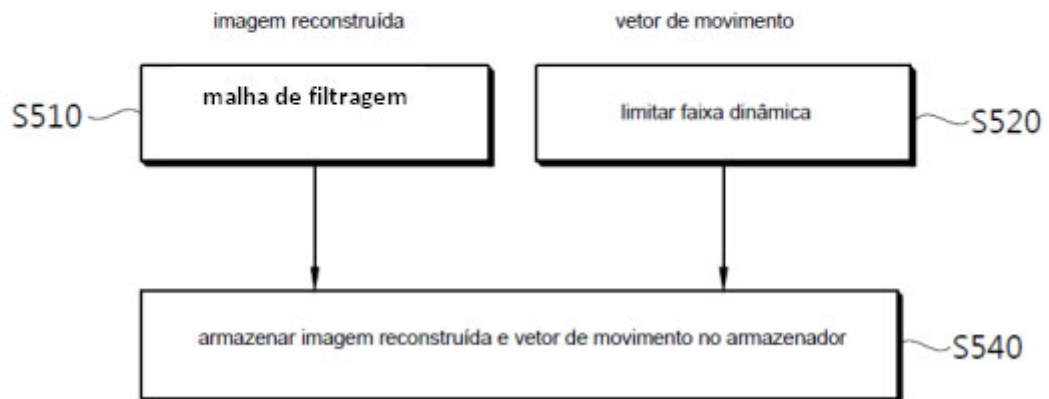 imagem reconstruída
vetor de movimento
malha de filtragem
S510
limitar faixa dinâmica
S520
armazenar imagem reconstruída e vetor de movimento no armazenador
S540